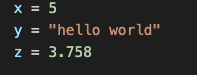 x = 5
y = "hello world"
z = 3.758